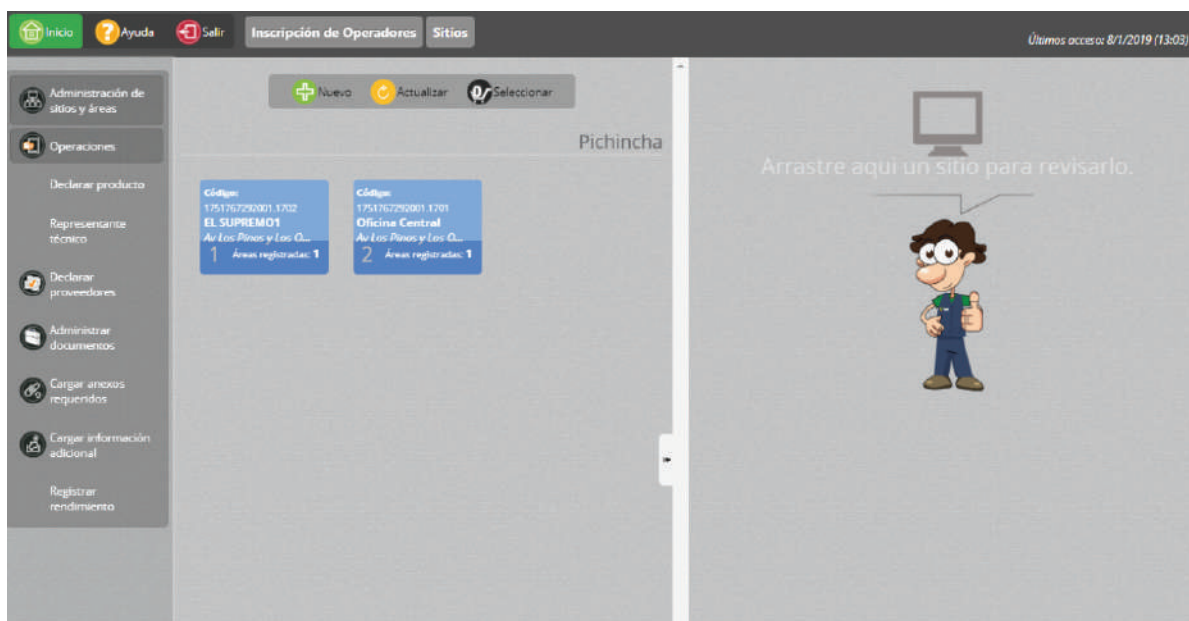 Inicio
Ayuda
Salir
Inscripción de Operadores
Sitios
Últimos acceso: 8/1/2019 (13:03)
Administración de
sitios y áreas
Operaciones
Declarar producto
Representante
técnico
Declarar
proveedores
Administrar
documentos
Cargar anexos
requeridos
Cargar información
adicional
Registrar
rendimiento
Nuevo
Actualizar
Seleccionar
Pichincha
Código:
1751767292001.1702
EL SUPREMO1
Av Los Pinos y Los O...
1 Áreas registradas: 1
Código:
1751767292001.1701
Oficina Central
Av Los Pinos y Los O...
2 Áreas registradas: 1
Arrastre aqui un sitio para revisarlo.